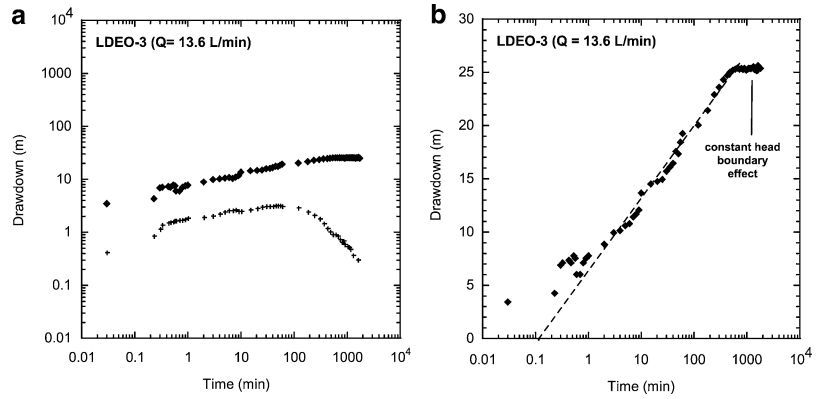 a
LDEO-3 (Q= 13.6 L/min)
10⁴
1000
100
10
1
0.1
0.01
Drawdown (m)
0.01 0.1 1 10 100 1000 10⁴
Time (min)
b
LDEO-3 (Q = 13.6 L/min)
30
25
20
15
10
5
0
Drawdown (m)
constant head
boundary
effect
0.01 0.1 1 10 100 1000 10⁴
Time (min)